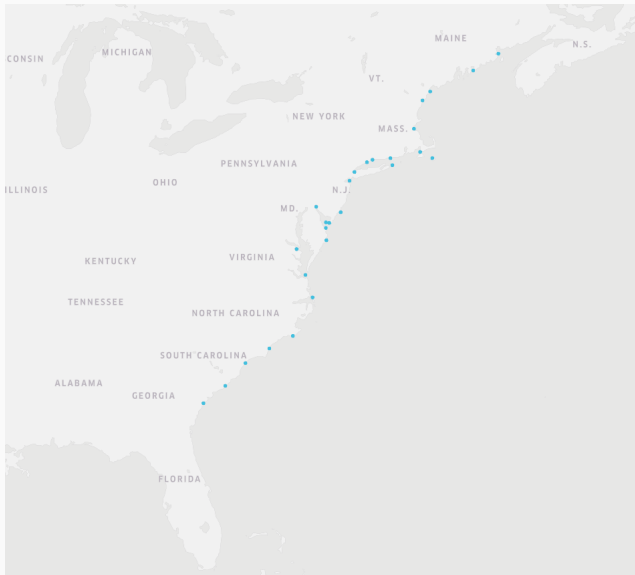 MAINE
N.S.
MICHIGAN
CONSIN
VT.
NEW YORK
MASS.
PENNSYLVANIA
OHIO
ILLINOIS
N.J.
MD.
VIRGINIA
KENTUCKY
TENNESSEE
NORTH CAROLINA
SOUTH CAROLINA
ALABAMA
GEORGIA
FLORIDA